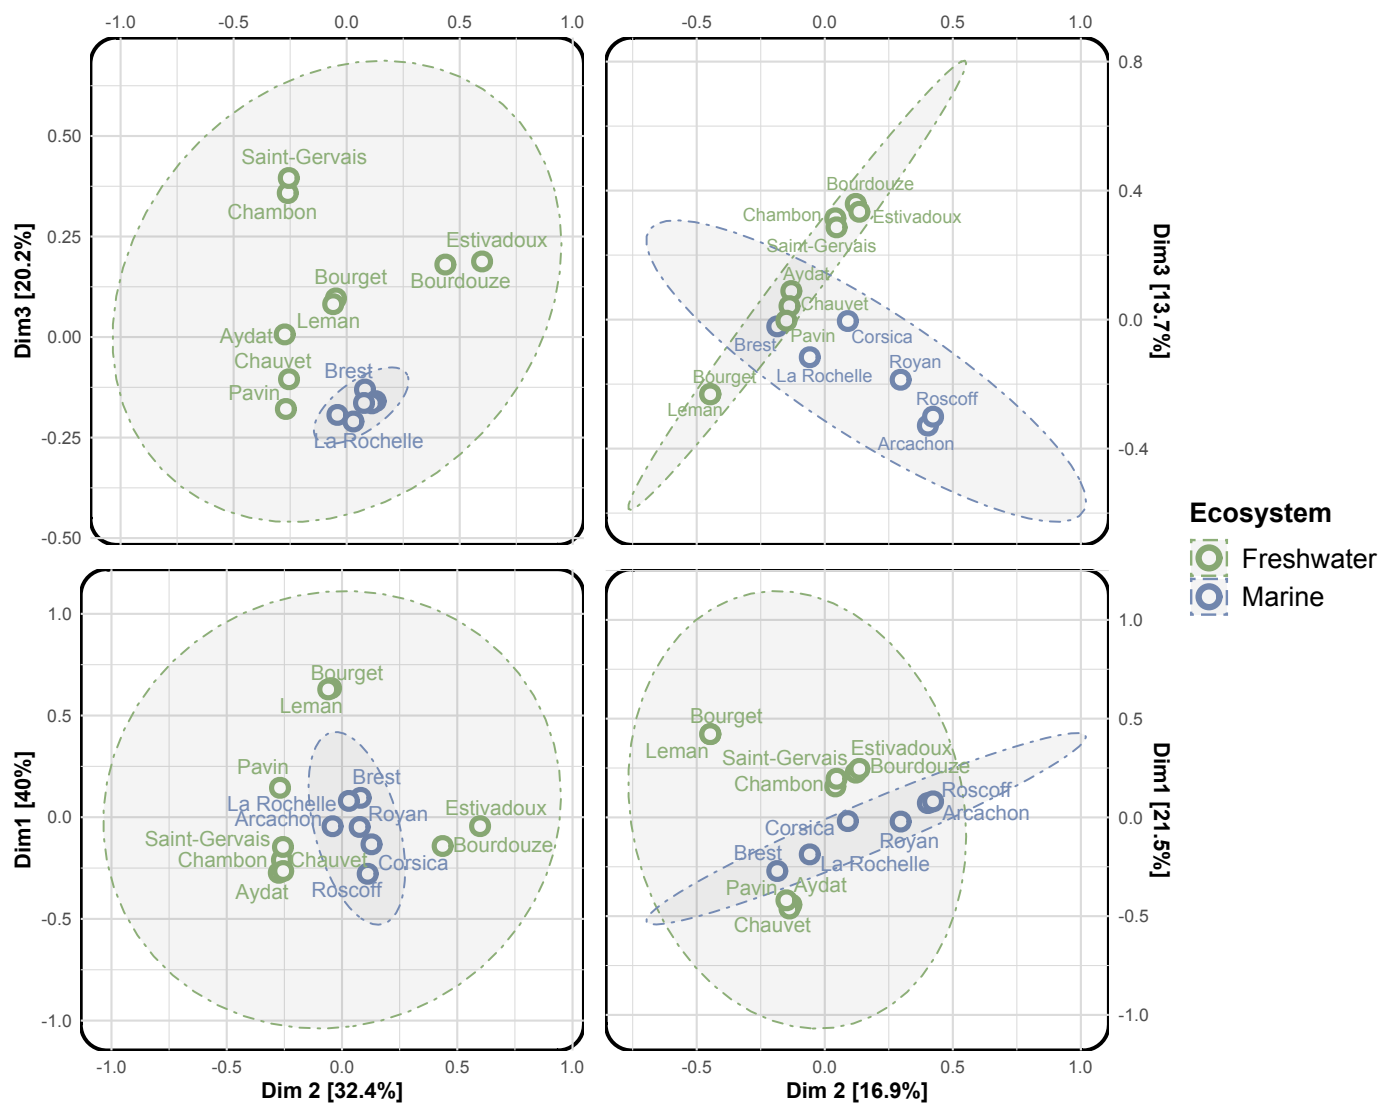 -1.0 -0.5 0.0 0.5 1.0
-0.5 0.0 0.5 1.0
Dim3 [20.2%]
0.50
0.25
0.00
-0.25
-0.50
Saint-Gervais
Chambon
Estivadoux
Bourdouze
Bourget
Leman
Aydat
Chauvet
Pavin
Brest
La Rochelle
Bourdouze
Chambon
Estivadoux
Saint-Gervais
Aydat
Chauvet
Pavin
Brest
Corsica
La Rochelle
Royan
Bourget
Leman
Roscoff
Arcachon
0.8
0.4
0.0
-0.4
Dim3 [13.7%]
Ecosystem
Freshwater
Marine
Dim1 [40%]
1.0
0.5
0.0
-0.5
-1.0
Bourget
Leman
Pavin
Brest
La Rochelle
Royan
Arcachon
Estivadoux
Saint-Gervais
Bourdouze
Chambon
Chauvet
Corsica
Aydat
Roscoff
-1.0 -0.5 0.0 0.5 1.0
Dim 2 [32.4%]
Bourget
Leman
Saint-Gervais
Estivadoux
Bourdouze
Chambon
Roscoff
Arcachon
Corsica
Royan
Brest
La Rochelle
Pavin
Aydat
Chauvet
1.0
0.5
0.0
-0.5
-1.0
Dim1 [21.5%]
-0.5 0.0 0.5 1.0
Dim 2 [16.9%]